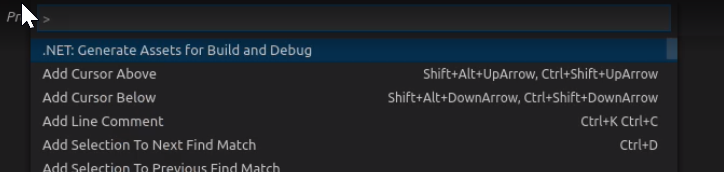 Pr
>
.NET: Generate Assets for Build and Debug
Add Cursor Above Shift+Alt+UpArrow, Ctrl+Shift+UpArrow
Add Cursor Below Shift+Alt+DownArrow, Ctrl+Shift+DownArrow
Add Line Comment Ctrl+K Ctrl+C
Add Selection To Next Find Match Ctrl+D
Add Selection To Previous Find Match